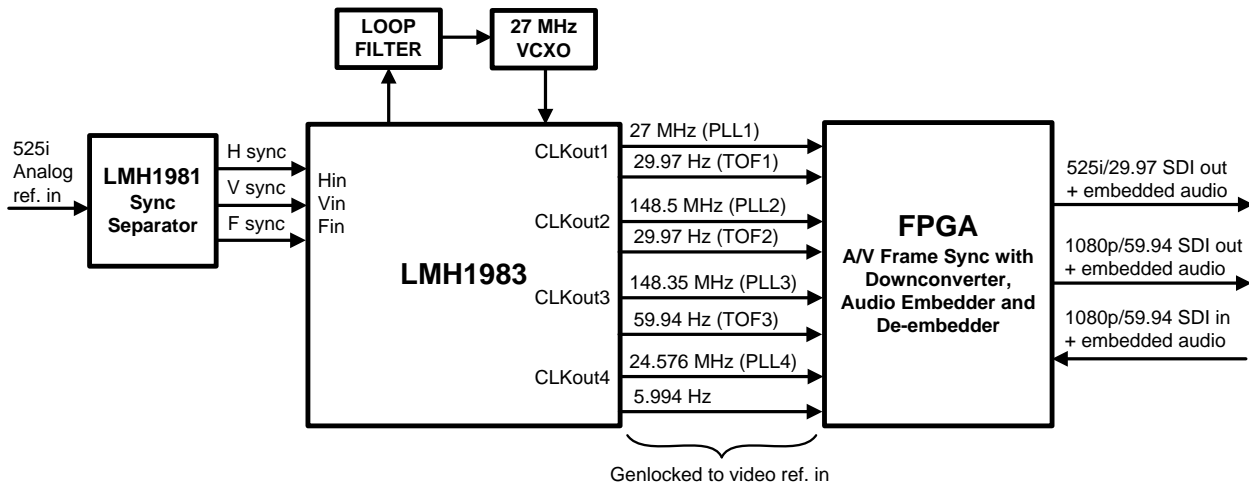 LOOP
FILTER
27 MHz
VCXO
525i
Analog
ref. in
LMH1981
Sync
Separator
H sync
V sync
F sync
Hin
Vin
Fin
LMH1983
CLKout1
CLKout2
CLKout3
CLKout4
27 MHz (PLL1)
29.97 Hz (TOF1)
148.5 MHz (PLL2)
29.97 Hz (TOF2)
148.35 MHz (PLL3)
59.94 Hz (TOF3)
24.576 MHz (PLL4)
5.994 Hz
Genlocked to video ref. in
FPGA
A/V Frame Sync with
Downconverter,
Audio Embedder and
De-embedder
525i/29.97 SDI out
+ embedded audio
1080p/59.94 SDI out
+ embedded audio
1080p/59.94 SDI in
+ embedded audio